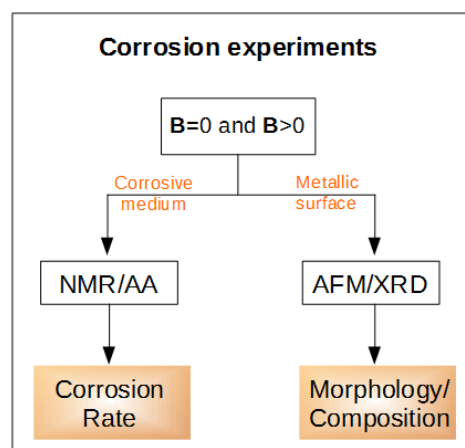 Corrosion experiments
B=0 and B>0
Corrosive
medium
Metallic
surface
NMR/AA
AFM/XRD
Corrosion
Rate
Morphology/
Composition